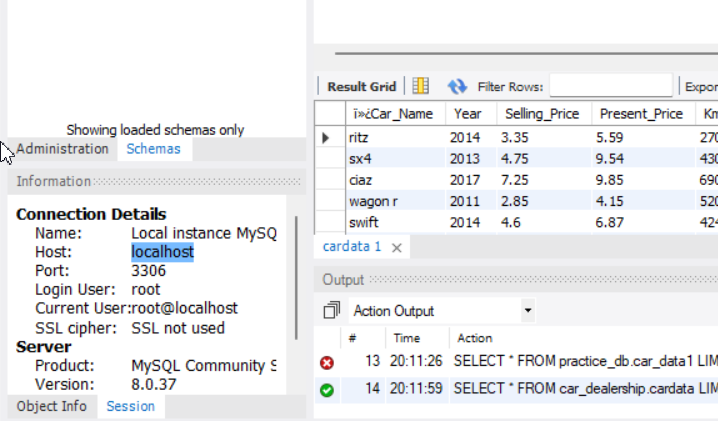 Showing loaded schemas only
Administration Schemas
Information
Connection Details
Name: Local instance MySQ
Host: localhost
Port: 3306
Login User: root
Current User:root@localhost
SSL cipher: SSL not used
Server
Product: MySQL Community S
Version: 8.0.37
Object Info Session
Result Grid Filter Rows: Expor
ï»¿Car_Name Year Selling_Price Present_Price Km
ritz 2014 3.35 5.59 270
sx4 2013 4.75 9.54 430
ciaz 2017 7.25 9.85 690
wagon r 2011 2.85 4.15 520
swift 2014 4.6 6.87 424
cardata 1
Output
Action Output
# Time Action
13 20:11:26 SELECT * FROM practice_db.car_data1 LIM
14 20:11:59 SELECT * FROM car_dealership.cardata LIM